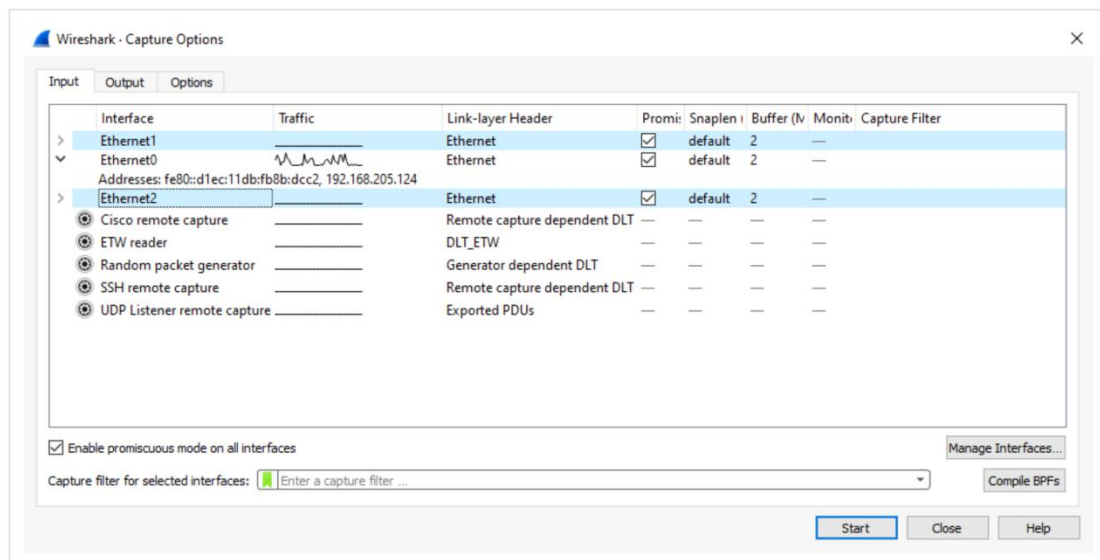 Wireshark · Capture Options
Input Output Options
Interface Traffic Link-layer Header Promis Snaplen ( Buffer (M Monito Capture Filter
Ethernet1 Ethernet default 2 —
Ethernet0 Ethernet default 2 —
Addresses: fe80::d1ec:11db:fb8b:dcc2, 192.168.205.124
Ethernet2 Ethernet default 2 —
Cisco remote capture Remote capture dependent DLT — — — —
ETW reader DLT_ETW — — — —
Random packet generator Generator dependent DLT — — — —
SSH remote capture Remote capture dependent DLT — — — —
UDP Listener remote capture Exported PDUs — — — —
Enable promiscuous mode on all interfaces Manage Interfaces...
Capture filter for selected interfaces: Enter a capture filter ... Compile BPFs
Start Close Help